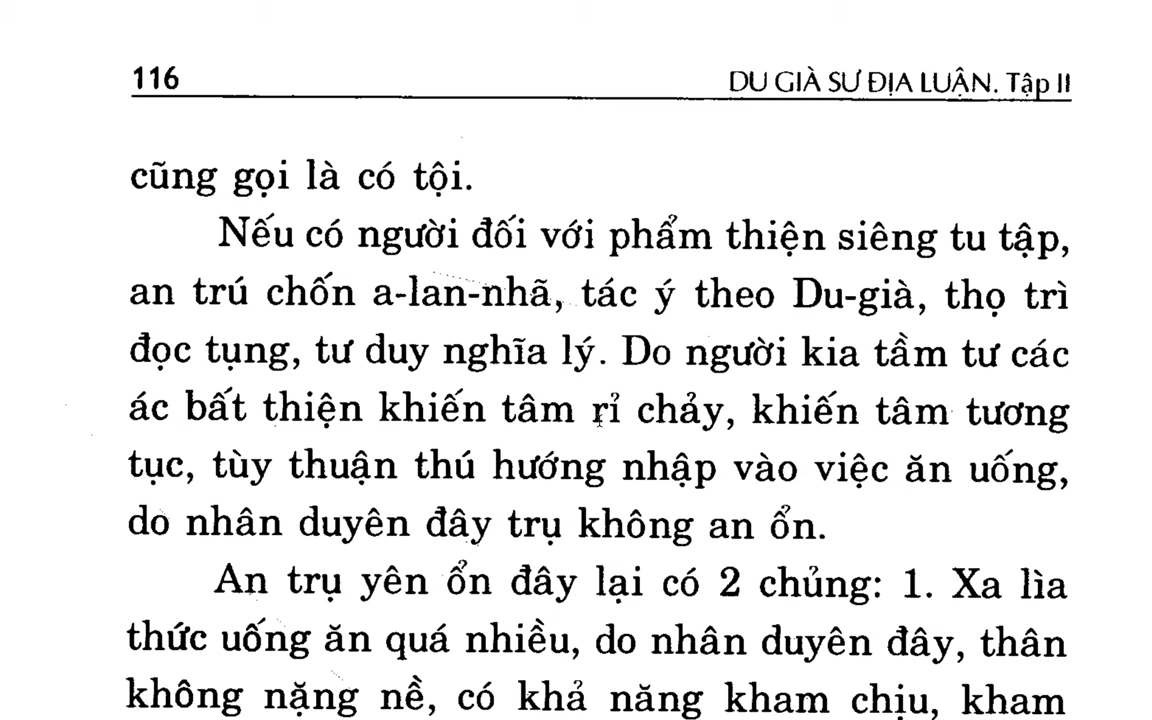 116
DU GIÀ SƯ ĐỊA LUẬN. Tập II
cũng gọi là có tội.
Nếu có người đối với phẩm thiện siêng tu tập,
an trú chốn a-lan-nhã, tác ý theo Du-già, thọ trì
đọc tụng, tư duy nghĩa lý. Do người kia tầm tư các
ác bất thiện khiến tâm rỉ chảy, khiến tâm tương
tục, tùy thuận thú hướng nhập vào việc ăn uống,
do nhân duyên đây trụ không an ổn.
An trụ yên ổn đây lại có 2 chủng: 1. Xa lìa
thức uống ăn quá nhiều, do nhân duyên đây, thân
không nặng nề, có khả năng kham chịu, kham